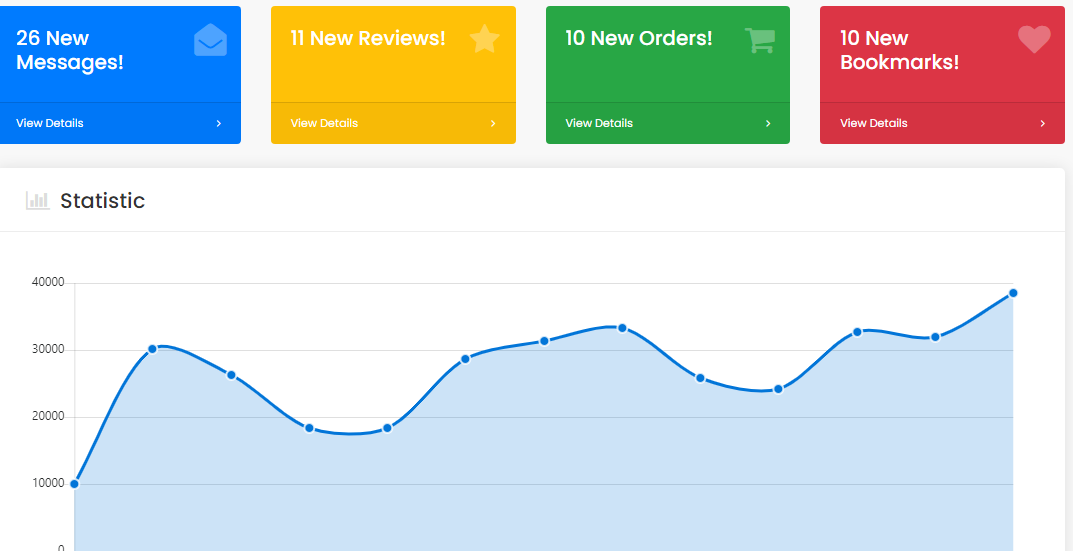 26 New
Messages!
11 New Reviews!
10 New Orders!
10 New
Bookmarks!
View Details
View Details
View Details
View Details
Statistic
40000
30000
20000
10000
0